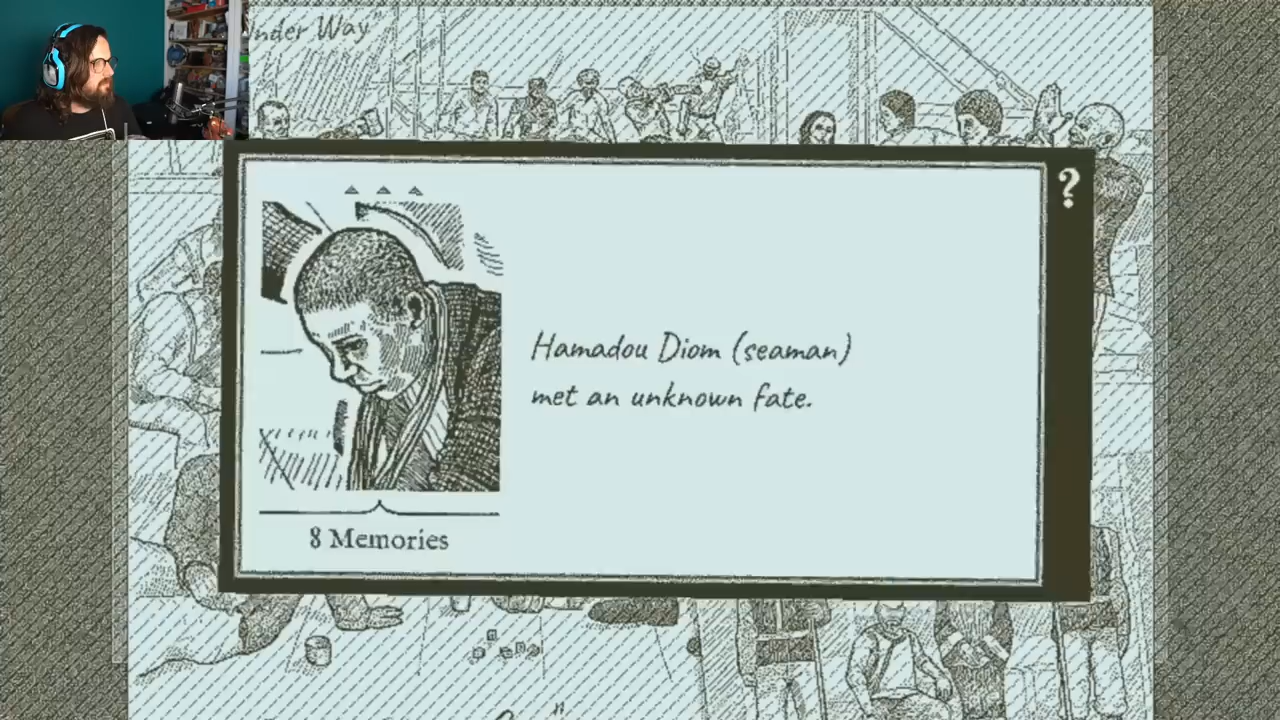 nder Way"
?
Hamadou Diom (seaman)
met an unknown fate.
8 Memories